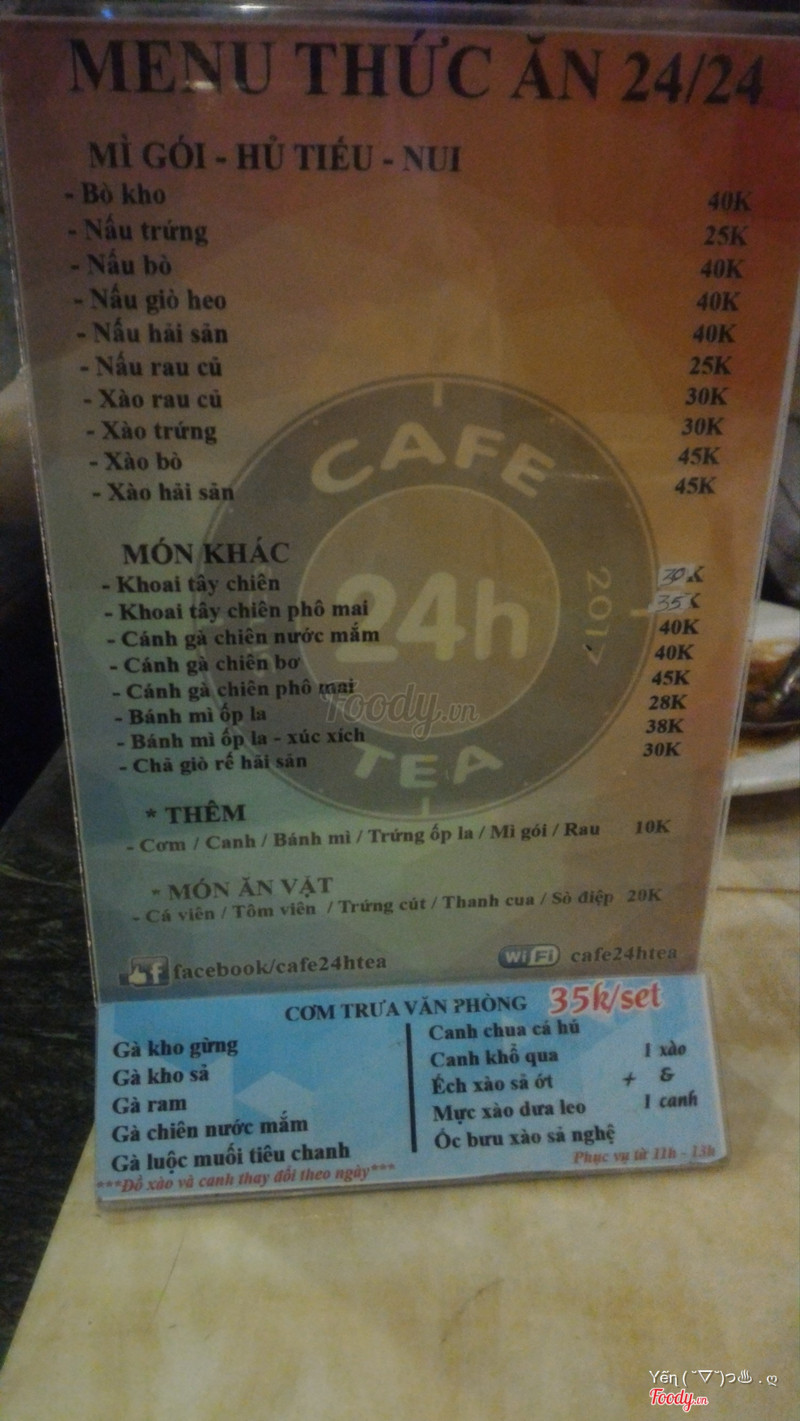 MENU THỨC ĂN 24/24
MÌ GÓI - HỦ TIẾU - NUI
- Bò kho 40K
- Nấu trứng 25K
- Nấu bò 40K
- Nấu giò heo 40K
- Nấu hải sản 40K
- Nấu rau củ 25K
- Xào rau củ 30K
- Xào trứng 30K
- Xào bò 45K
- Xào hải sản 45K
CAFE
24h
2017
TEA
MÓN KHÁC
- Khoai tây chiên 30K
- Khoai tây chiên phô mai 35K
- Cánh gà chiên nước mắm 40K
- Cánh gà chiên bơ 40K
- Cánh gà chiên phô mai 45K
- Bánh mì ốp la 28K
- Bánh mì ốp la - xúc xích 38K
- Chả giò rế hải sản 30K
Foody.vn
* THÊM
- Cơm / Canh / Bánh mì / Trứng ốp la / Mì gói / Rau 10K
- MÓN ĂN VẶT
- Cá viên / Tôm viên / Trứng cút / Thanh cua / Sò điệp 20K
facebook/cafe24htea
WiFi cafe24htea
CƠM TRƯA VĂN PHÒNG 35k/set
Gà kho gừng
Gà kho sả
Gà ram
Gà chiên nước mắm
Gà luộc muối tiêu chanh
Canh chua cả hủ
Canh khổ qua
Ếch xào sả ớt
Mực xào dưa leo
Ốc bưu xào sả nghệ
1 xào
+ &
1 canh
***Đồ xào và canh thay đổi theo ngày***
Phục vụ từ 11h - 13h
Foody.vn